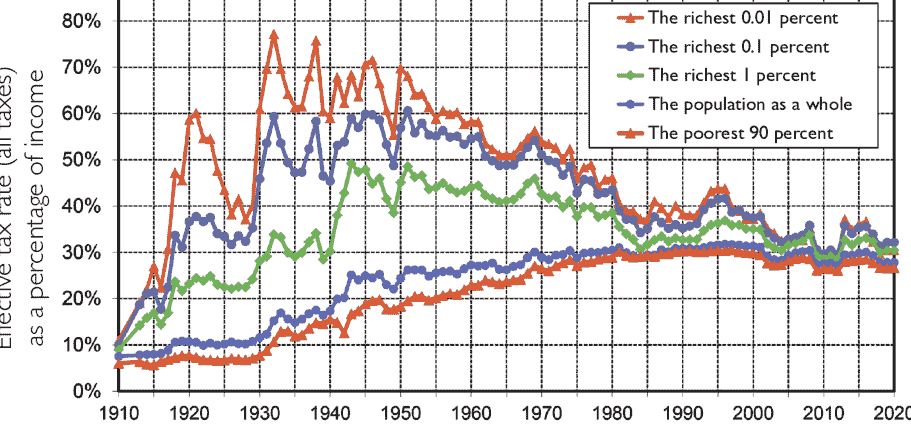 Effective tax rate (all taxes)
as a percentage of income
80%
70%
60%
50%
40%
30%
20%
10%
0%
1910 1920 1930 1940 1950 1960 1970 1980 1990 2000 2010 2020
The richest 0.01 percent
The richest 0.1 percent
The richest 1 percent
The population as a whole
The poorest 90 percent